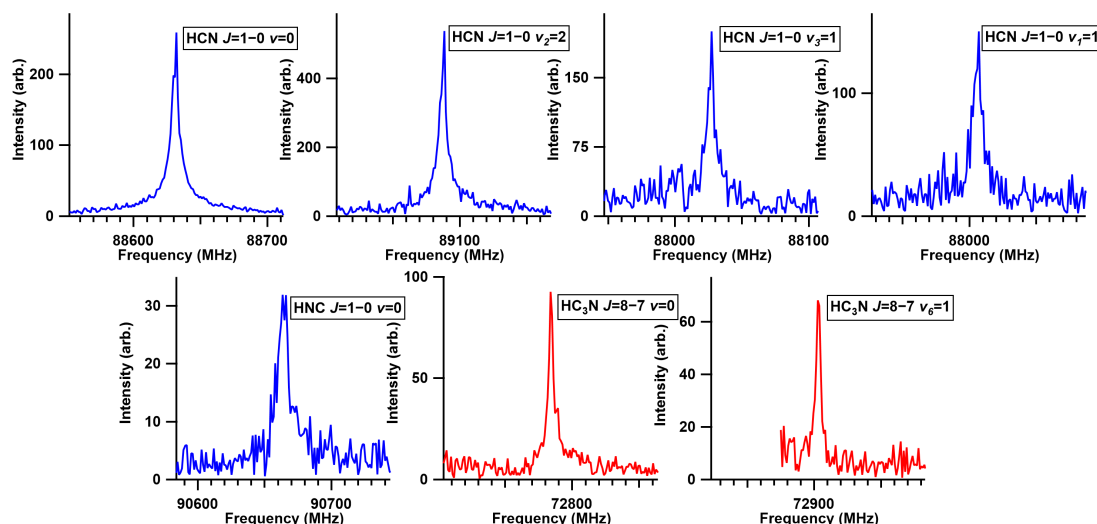 HCN J=1−0 v=0
Intensity (arb.)
200
100
0
88600
88700
Frequency (MHz)
HCN J=1−0 v₂=2
Intensity (arb.)
400
200
0
89100
Frequency (MHz)
HCN J=1−0 v₃=1
Intensity (arb.)
150
75
0
88000
88100
Frequency (MHz)
HCN J=1−0 v₁=1
Intensity (arb.)
100
0
88000
Frequency (MHz)
HNC J=1−0 v=0
Intensity (arb.)
30
20
10
0
90600
90700
Frequency (MHz)
HC₃N J=8−7 v=0
Intensity (arb.)
100
50
0
72800
Frequency (MHz)
HC₃N J=8−7 v₆=1
Intensity (arb.)
60
40
20
0
72900
Frequency (MHz)